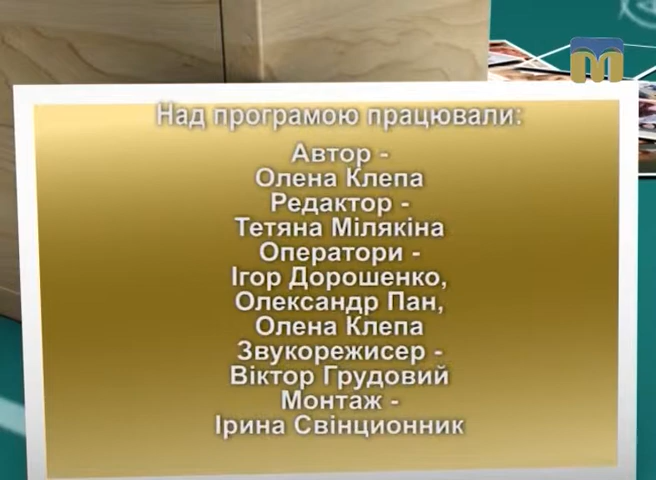 M
Над програмою працювали:
Автор -
Олена Клепа
Редактор -
Тетяна Мілякіна
Оператори -
Ігор Дорошенко,
Олександр Пан,
Олена Клепа
Звукорежисер -
Віктор Грудовий
Монтаж -
Ірина Свінционник